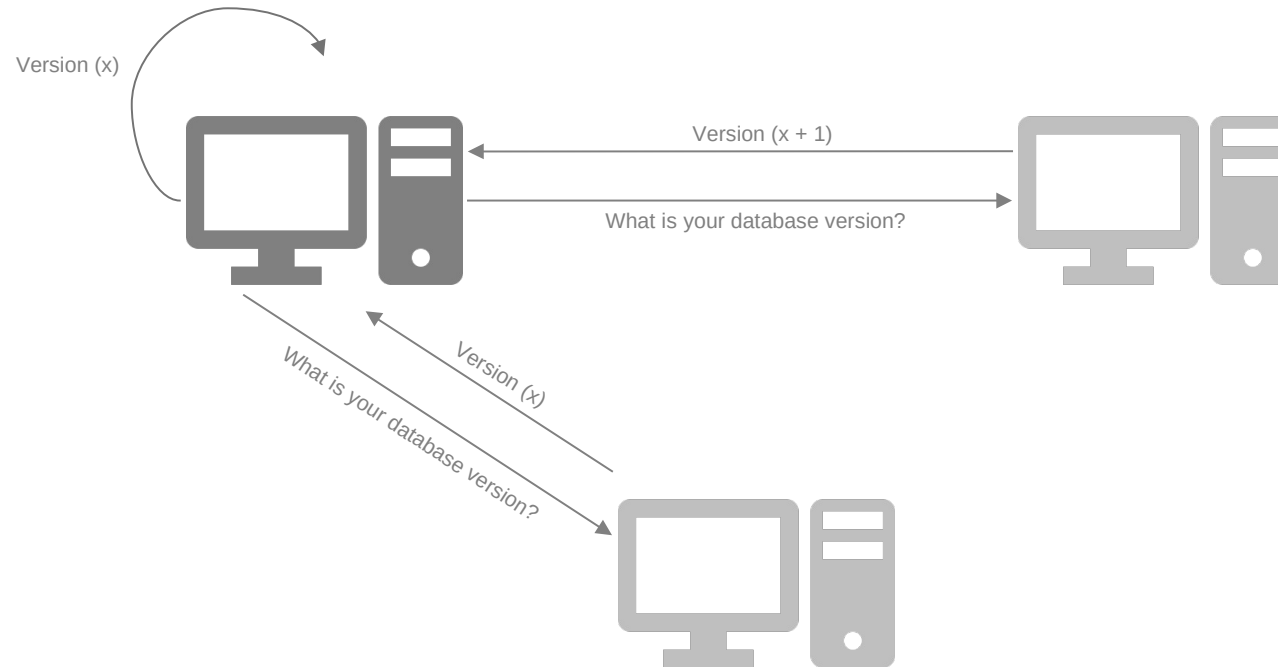 Version (x)
Version (x + 1)
What is your database version?
Version (x)
What is your database version?